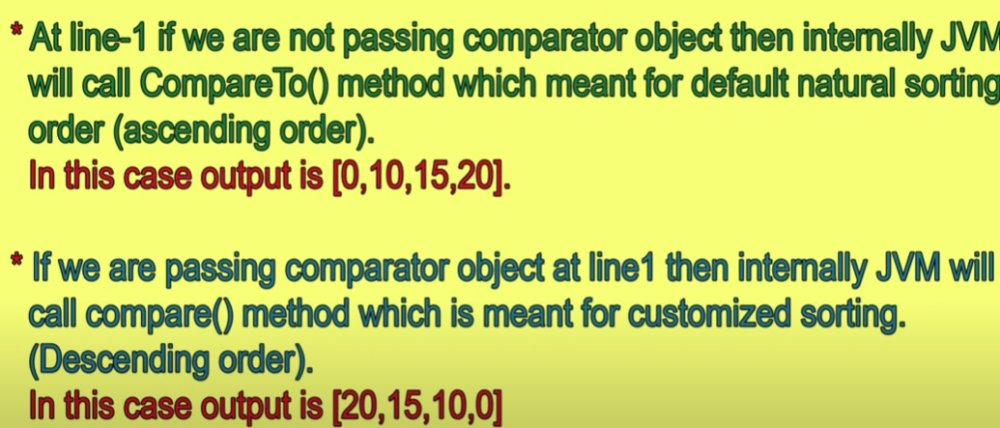 * At line-1 if we are not passing comparator object then internally JVM
will call CompareTo() method which meant for default natural sorting
order (ascending order).
In this case output is [0,10,15,20].
* If we are passing comparator object at line1 then internally JVM will
call compare() method which is meant for customized sorting.
(Descending order).
In this case output is [20,15,10,0]